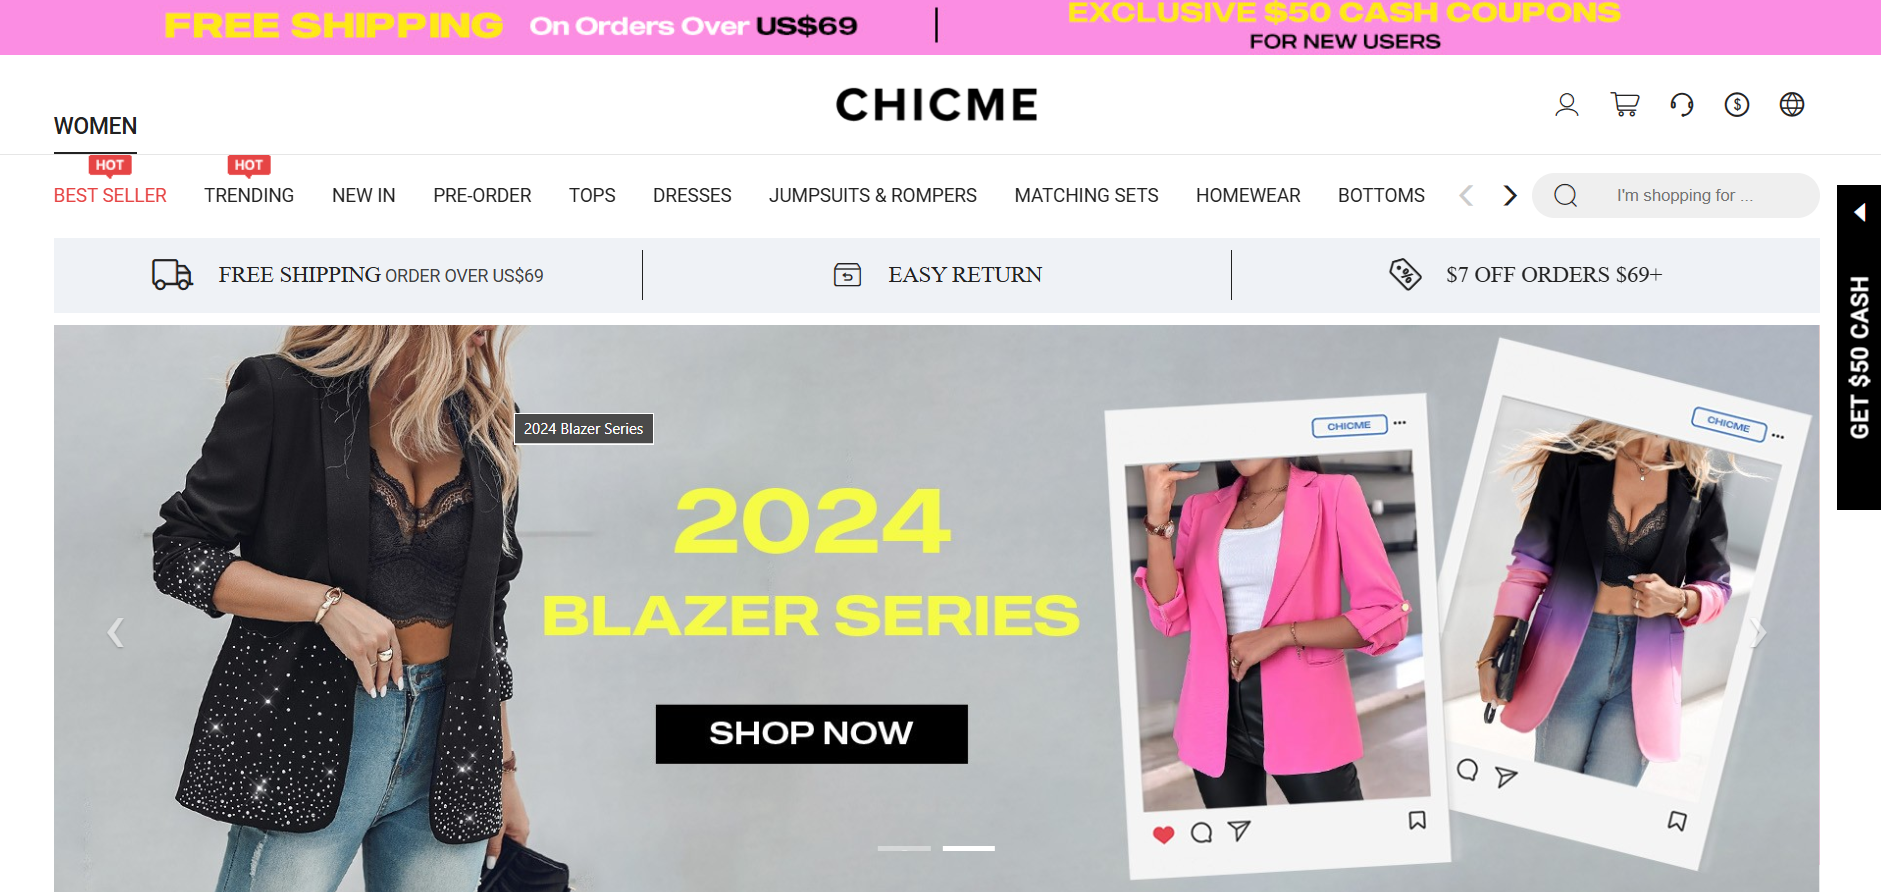 FREE SHIPPING On Orders Over US$69
EXCLUSIVE $50 CASH COUPONS
FOR NEW USERS
WOMEN
CHICME
HOT
HOT
BEST SELLER TRENDING NEW IN PRE-ORDER TOPS DRESSES JUMPSUITS & ROMPERS MATCHING SETS HOMEWEAR BOTTOMS
I'm shopping for ...
FREE SHIPPING ORDER OVER US$69
EASY RETURN
$7 OFF ORDERS $69+
GET $50 CASH
2024 Blazer Series
2024
BLAZER SERIES
SHOP NOW
CHICME
CHICME